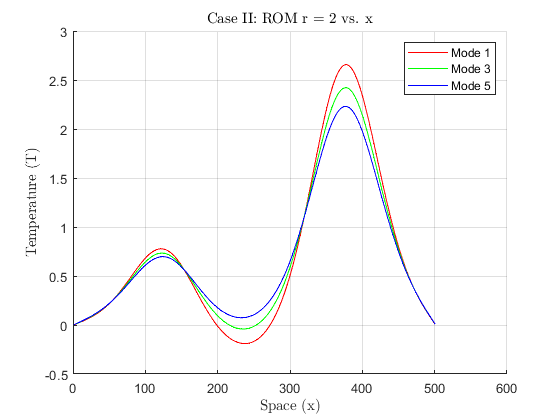 Case II: ROM r = 2 vs. x
Mode 1
Mode 3
Mode 5
Temperature (T)
3
2.5
2
1.5
1
0.5
0
-0.5
0 100 200 300 400 500 600
Space (x)